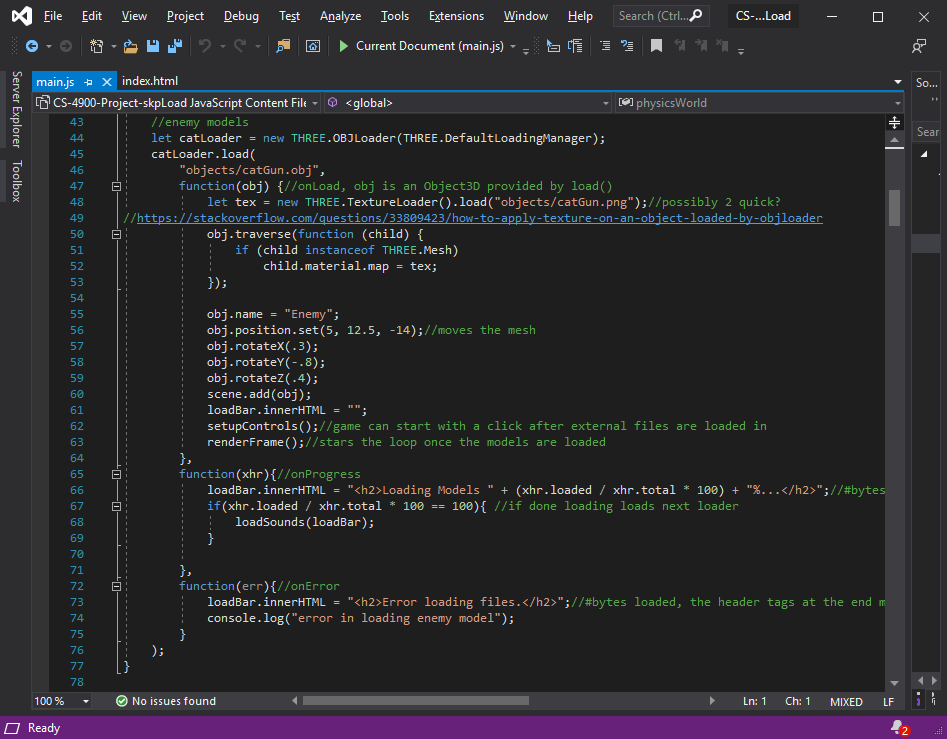 File Edit View Project Debug Test Analyze Tools Extensions Window Help Search (Ctrl... CS-...Load
Current Document (main.js)
Server Explorer
Toolbox
main.js index.html So...
CS-4900-Project-skpLoad JavaScript Content File <global> physicsWorld
Sear
43 //enemy models
44 let catLoader = new THREE.OBJLoader(THREE.DefaultLoadingManager);
45 catLoader.load(
46 "objects/catGun.obj",
47 function(obj) {//onLoad, obj is an Object3D provided by load()
48 let tex = new THREE.TextureLoader().load("objects/catGun.png");//possibly 2 quick?
49 //https://stackoverflow.com/questions/33809423/how-to-apply-texture-on-an-object-loaded-by-objloader
50 obj.traverse(function (child) {
51 if (child instanceof THREE.Mesh)
52 child.material.map = tex;
53 });
54
55 obj.name = "Enemy";
56 obj.position.set(5, 12.5, -14);//moves the mesh
57 obj.rotateX(.3);
58 obj.rotateY(-.8);
59 obj.rotateZ(.4);
60 scene.add(obj);
61 loadBar.innerHTML = "";
62 setupControls();//game can start with a click after external files are loaded in
63 renderFrame();//stars the loop once the models are loaded
64 },
65 function(xhr){//onProgress
66 loadBar.innerHTML = "<h2>Loading Models " + (xhr.loaded / xhr.total * 100) + "%...</h2>";//#bytes
67 if(xhr.loaded / xhr.total * 100 == 100){ //if done loading loads next loader
68 loadSounds(loadBar);
69 }
70
71 },
72 function(err){//onError
73 loadBar.innerHTML = "<h2>Error loading files.</h2>";//#bytes loaded, the header tags at the end m
74 console.log("error in loading enemy model");
75 }
76 );
77 }
78
100 % No issues found Ln: 1 Ch: 1 MIXED LF
Ready 2